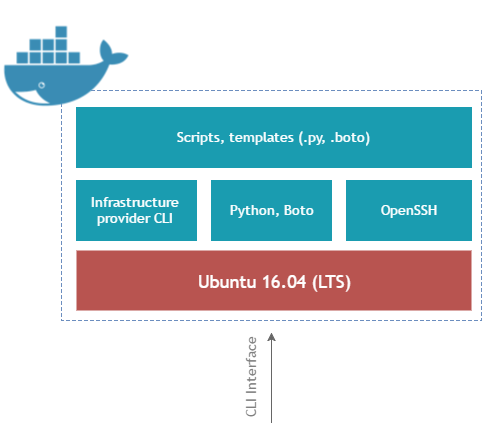 Scripts, templates (.py, .boto)
Infrastructure
provider CLI
Python, Boto
OpenSSH
Ubuntu 16.04 (LTS)
CLI Interface